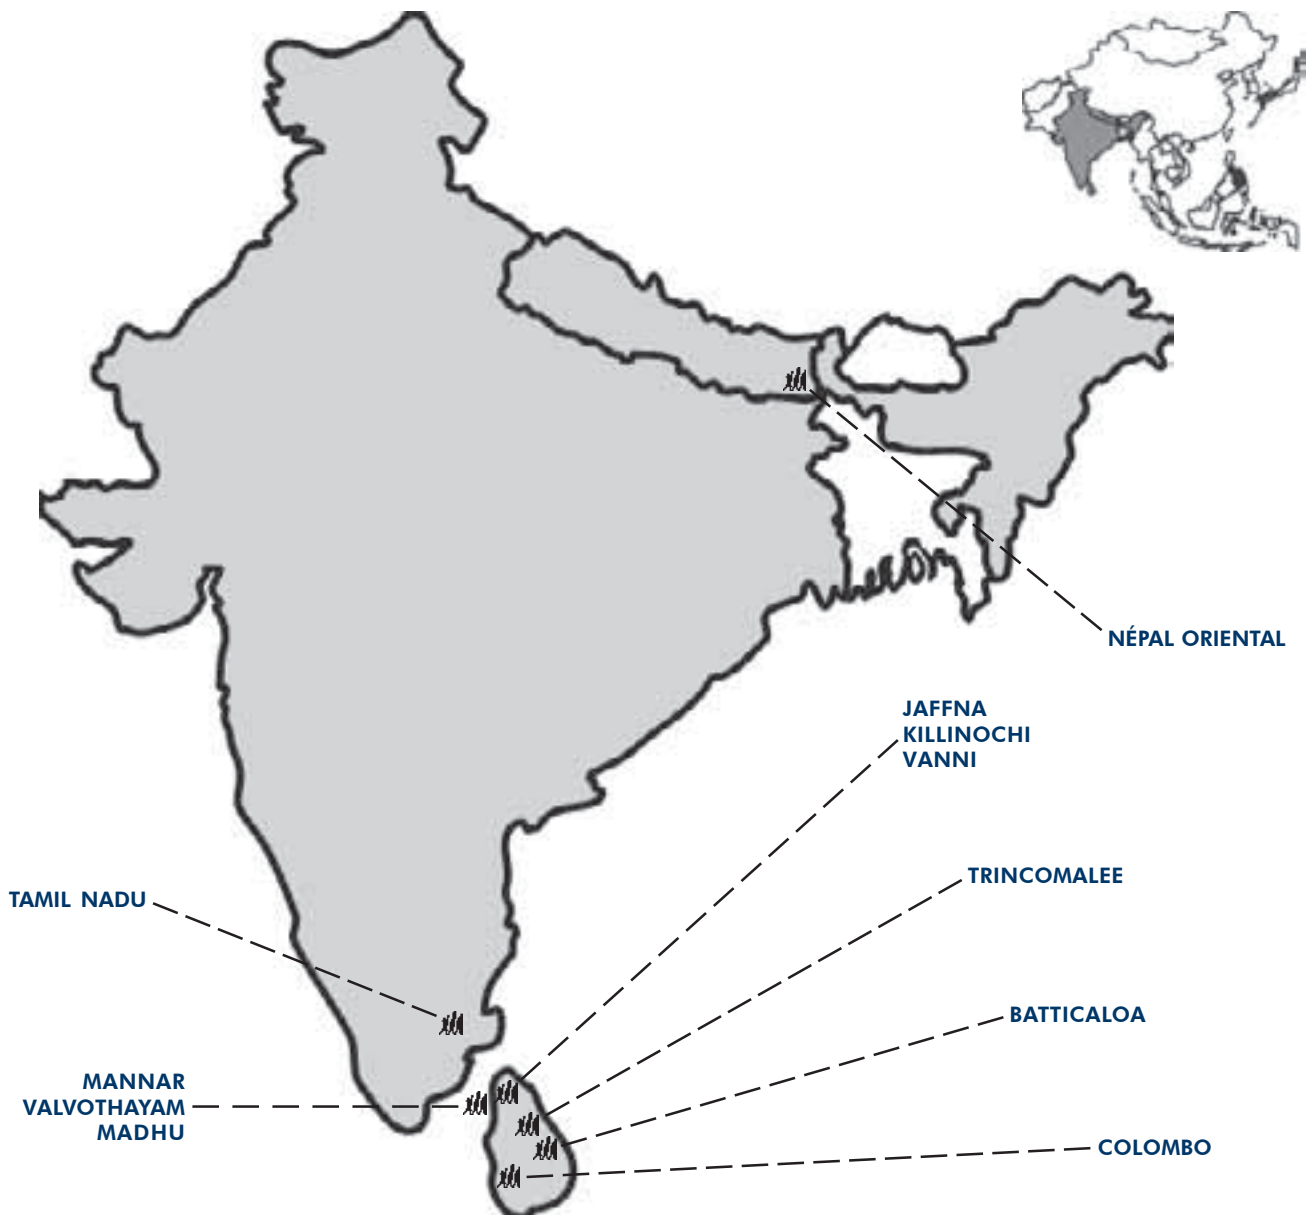 NÉPAL ORIENTAL
JAFFNA
KILLINOCHI
VANNI
TRINCOMALEE
TAMIL NADU
BATTICALOA
MANNAR
VALVOTHAYAM
MADHU
COLOMBO